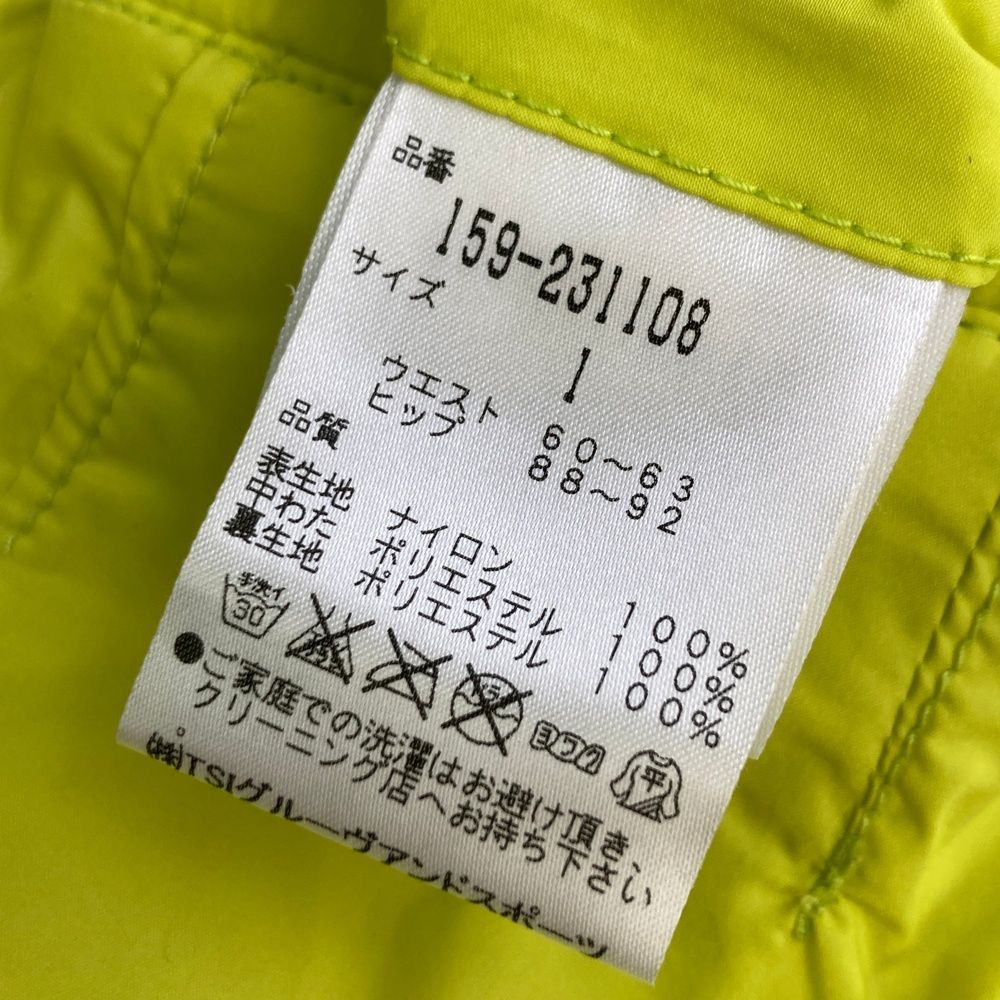 品番
159-231108
サイズ
1
ウエスト 60〜63
ヒップ 88〜92
品質
表生地 ナイロン 100%
中わた ポリエステル 100%
裏生地 ポリエステル 100%
手洗イ 30 ヨワク 平
●ご家庭での洗濯はお避け頂き、
クリーニング店へお持ち下さい
。
㈱TSIグルーヴアンドスポーツ